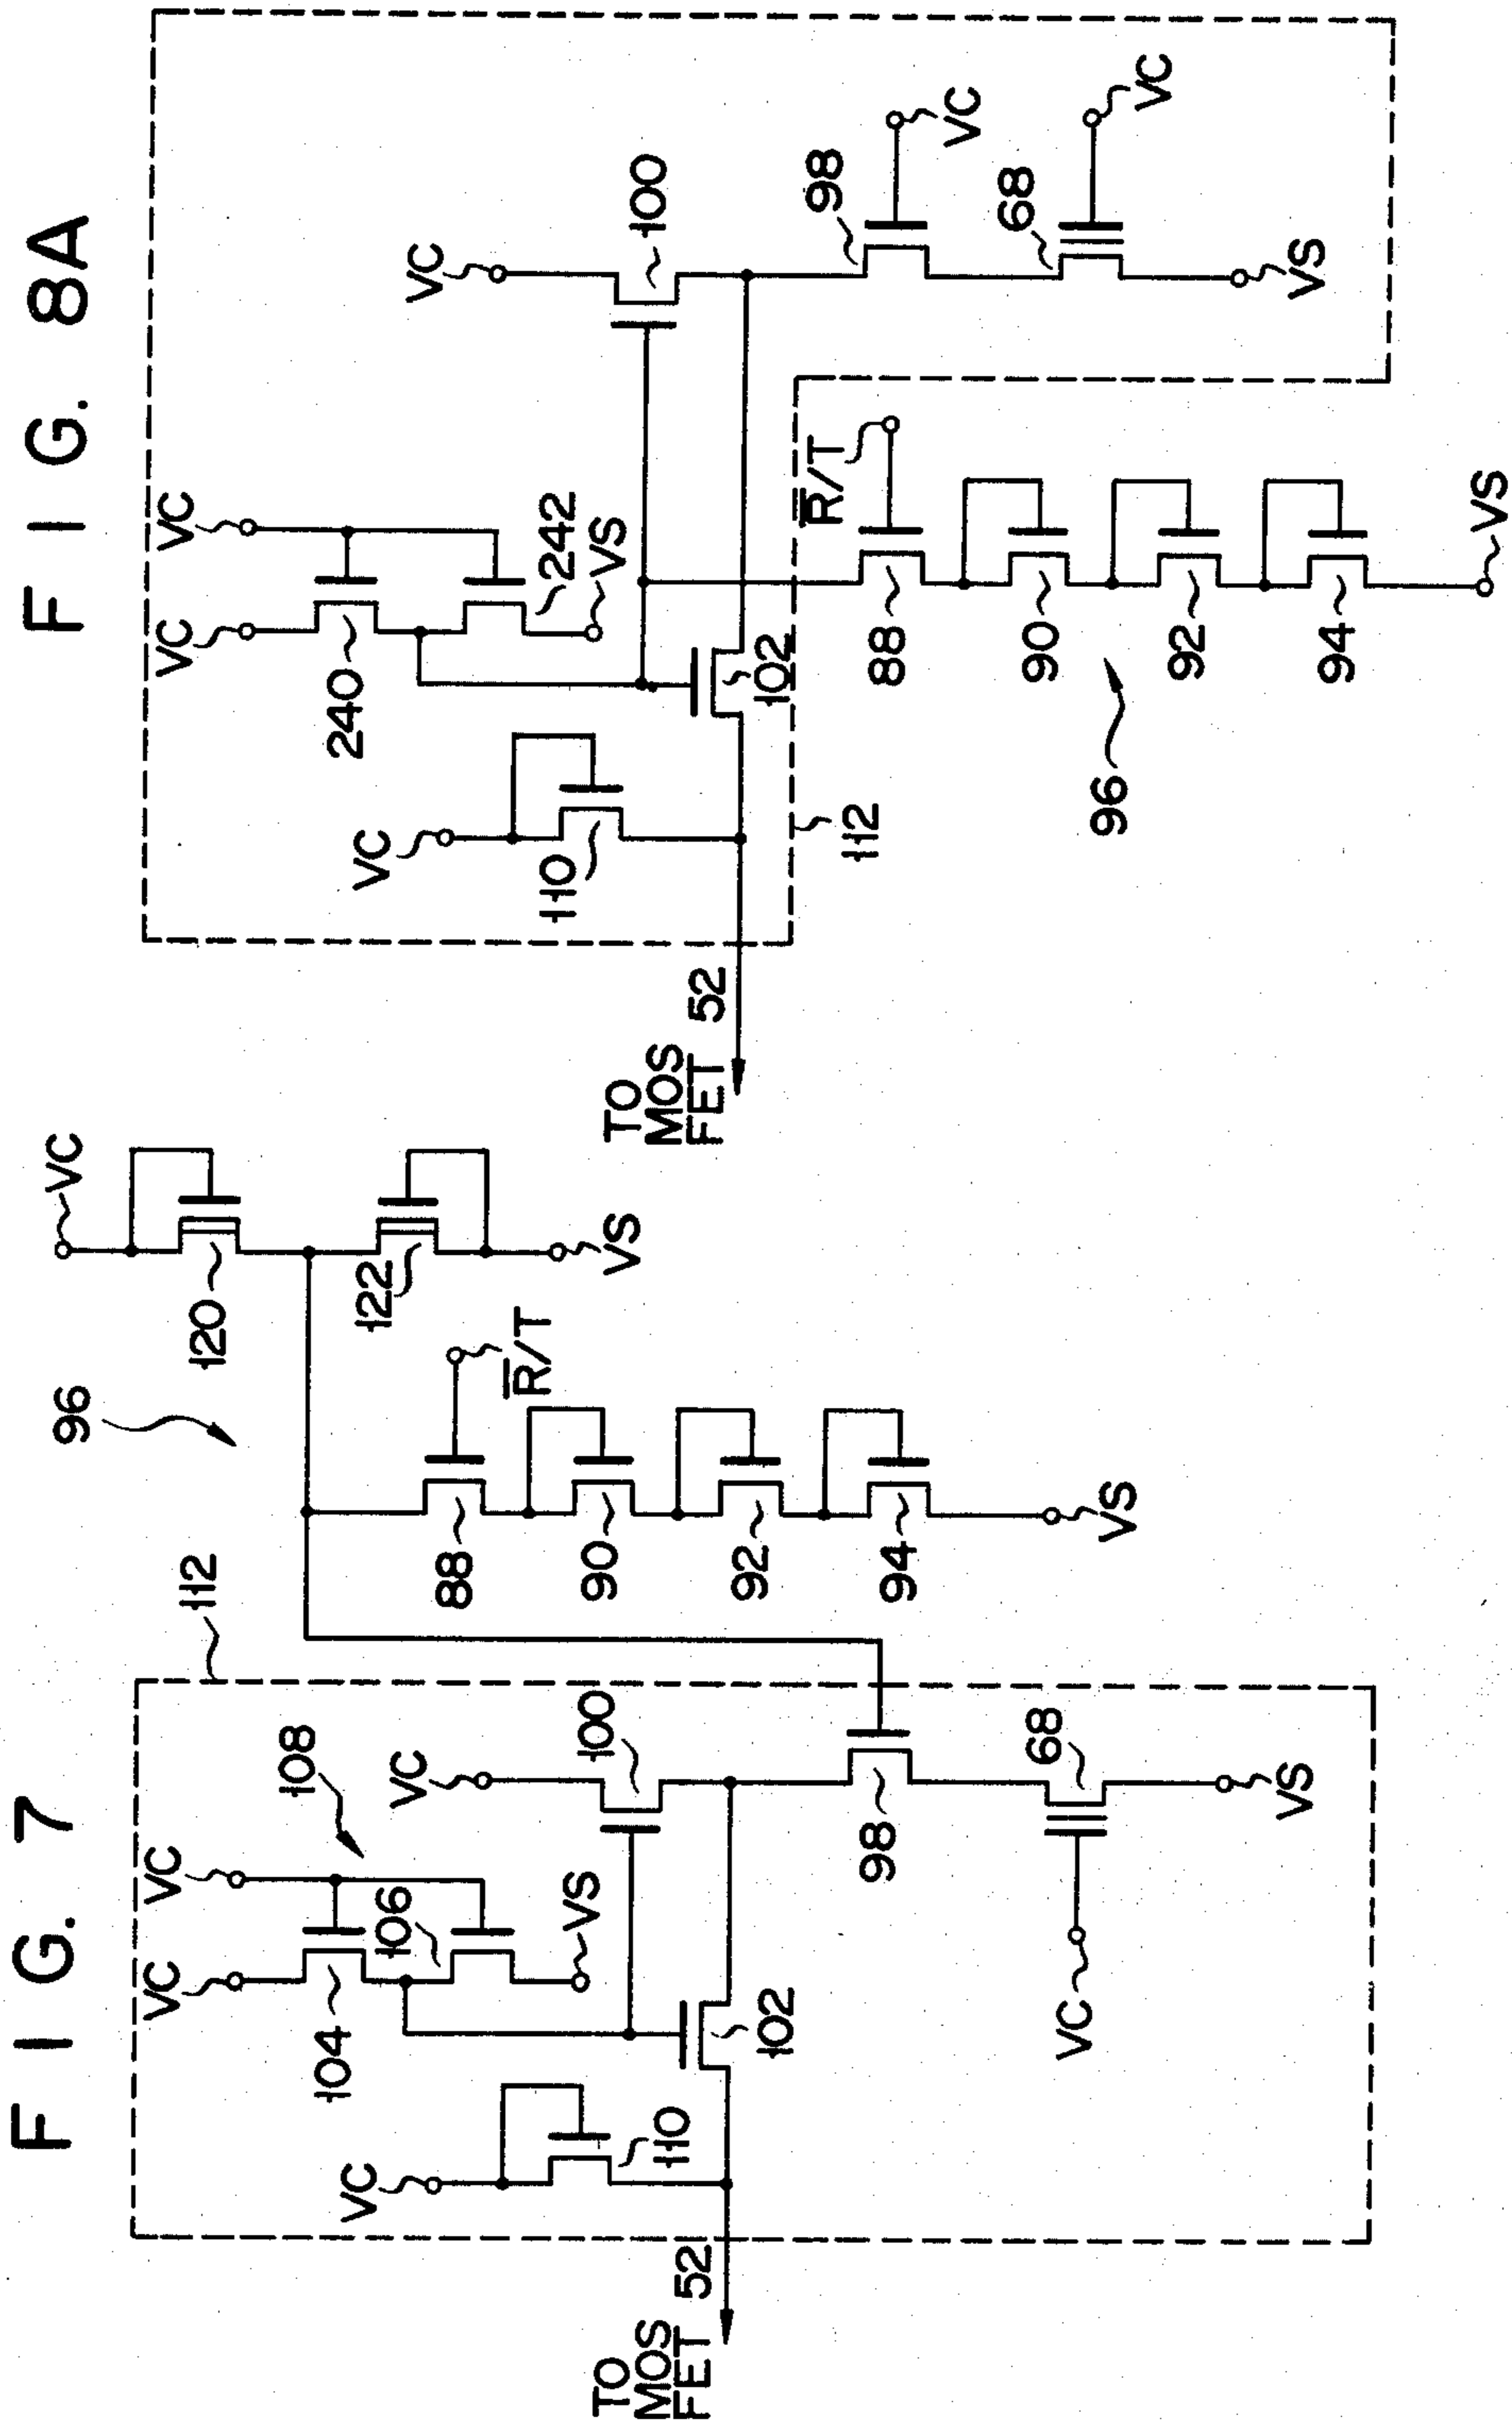 FIG. 7
VC
VC
VC
VC
104
106
108
100
112
VS
110
102
98
68
VC
VS
TO
MOS
FET
52
96
VC
120
122
VS
R̅/T
88
90
92
94
VS
FIG. 8A
VC
VC
VC
VC
240
242
VS
100
110
102
112
98
VC
68
VC
VS
R̅/T
88
90
92
94
VS
96
TO
MOS
FET
52